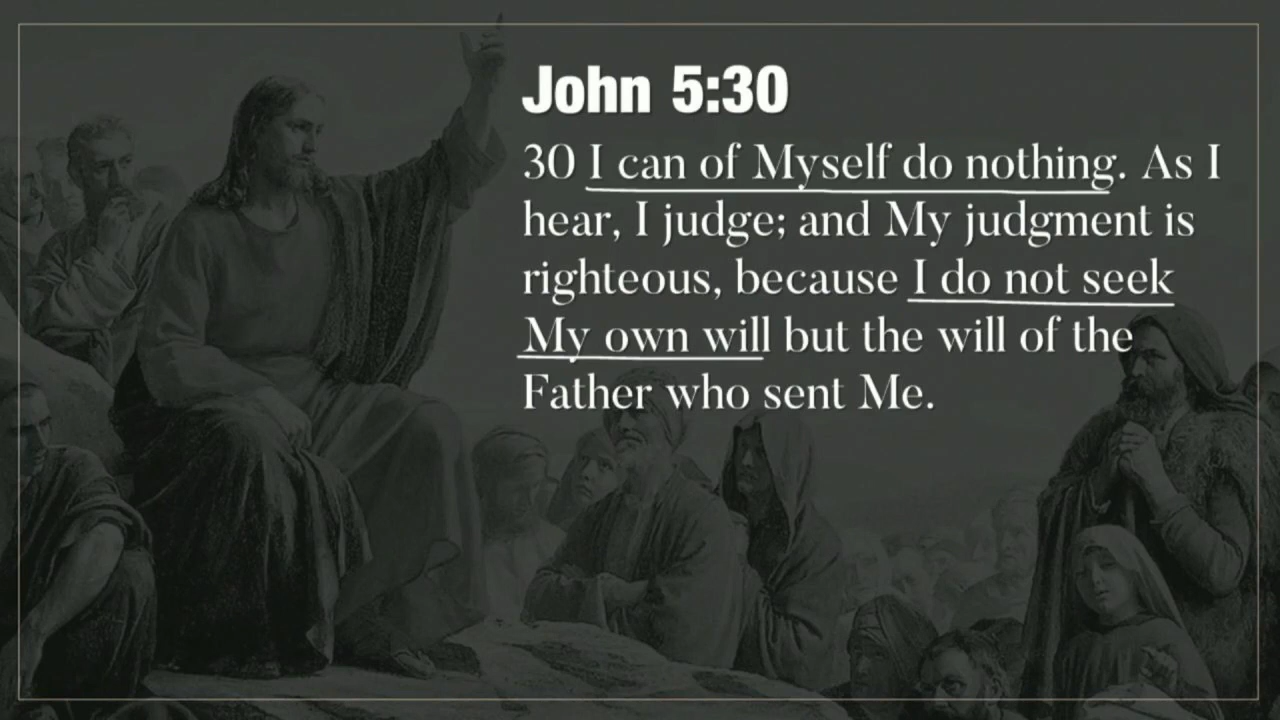 John 5:30
30 I can of Myself do nothing. As I
hear, I judge; and My judgment is
righteous, because I do not seek
My own will but the will of the
Father who sent Me.